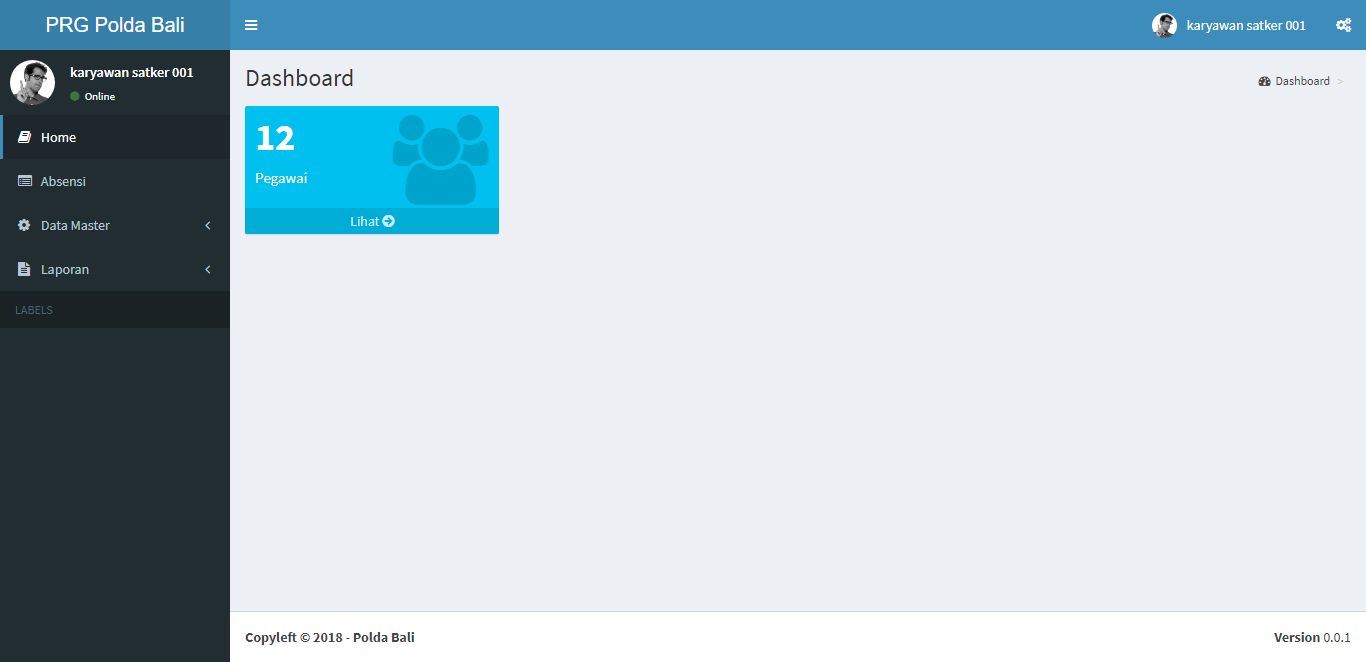 PRG Polda Bali
karyawan satker 001
karyawan satker 001
Online
Home
Absensi
Data Master
Laporan
LABELS
Dashboard
Dashboard >
12
Pegawai
Lihat
Copyleft © 2018 - Polda Bali
Version 0.0.1